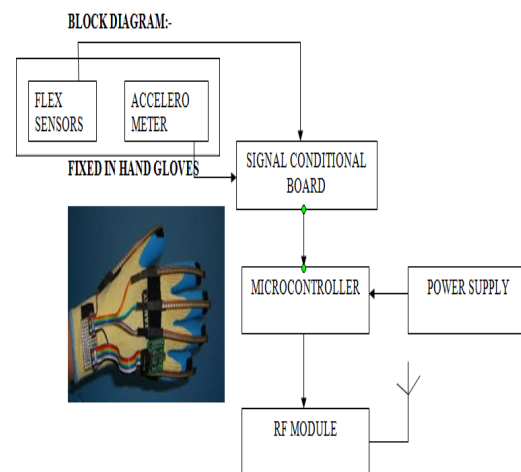 BLOCK DIAGRAM:-
FLEX
SENSORS
ACCELERO
METER
FIXED IN HAND GLOVES
SIGNAL CONDITIONAL
BOARD
MICROCONTROLLER
POWER SUPPLY
RF MODULE